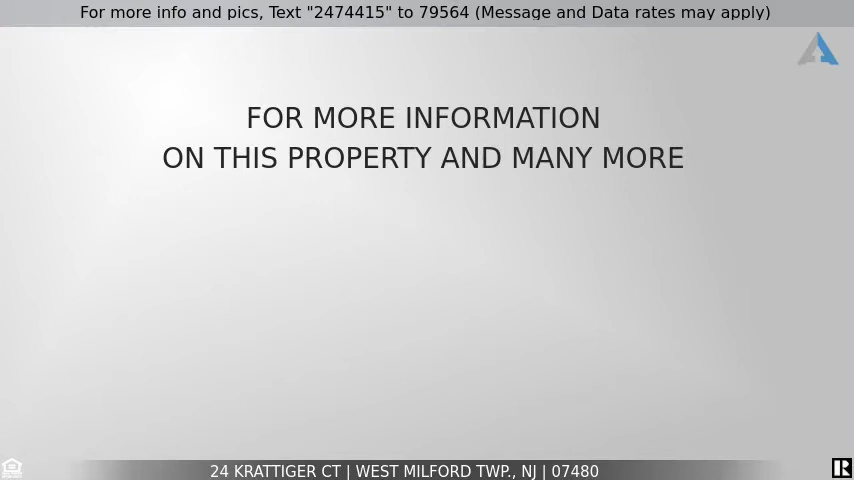 For more info and pics, Text "2474415" to 79564 (Message and Data rates may apply)
FOR MORE INFORMATION
ON THIS PROPERTY AND MANY MORE
24 KRATTIGER CT | WEST MILFORD TWP., NJ | 07480